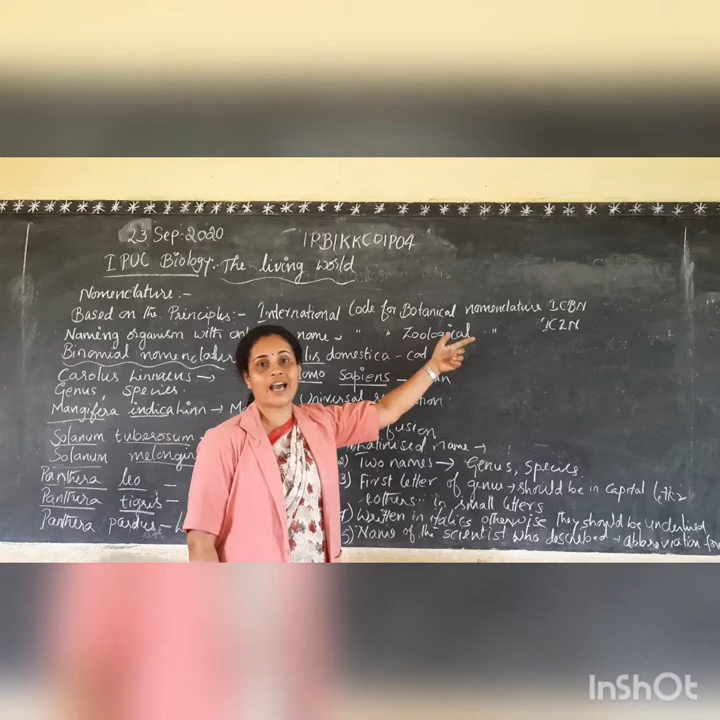 23 Sep-2020 IPBIKKC01P04
I PUC Biology:. The living world
Nomenclature :-
Based on the Principles :- International Code for Botanical nomenclature ICBN
Naming organism with name " " Zoological " ICZN
Binomial nomenclature domestica -
Carolus Linnaeus → Sapiens -
Genus, Species. Universal
Mangifera indica Linn →
Solanum tuberosum
Solanum name →
Panthera leo - 2) Two names → Genus, Species
Panthera tigris - 3) First letter of genus → should be in capital
others in small letters
Panthera pardus - 4) Written in italics otherwise they should be underlined
5) Name of the scientist who described → abbreviation
InShOt